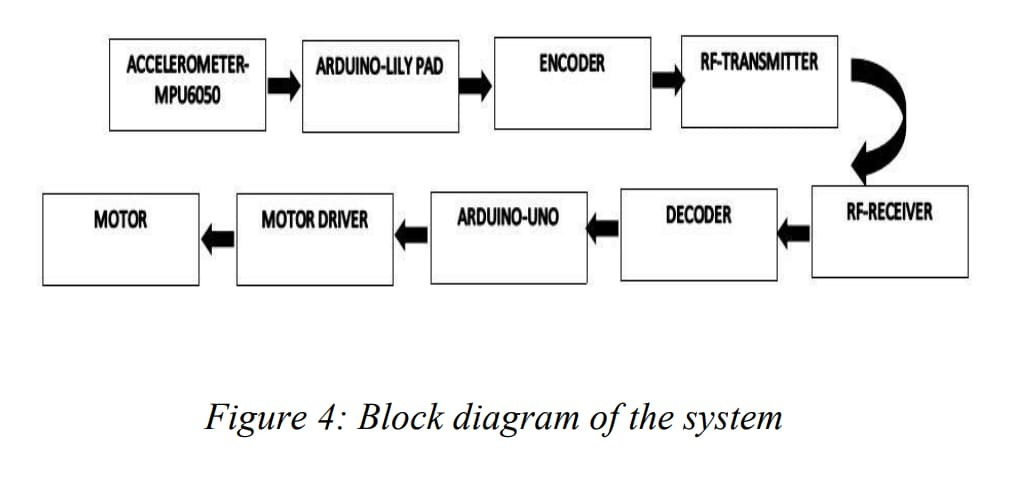 ACCELEROMETER-
MPU6050
ARDUINO-LILY PAD
ENCODER
RF-TRANSMITTER
MOTOR
MOTOR DRIVER
ARDUINO-UNO
DECODER
RF-RECEIVER
Figure 4: Block diagram of the system